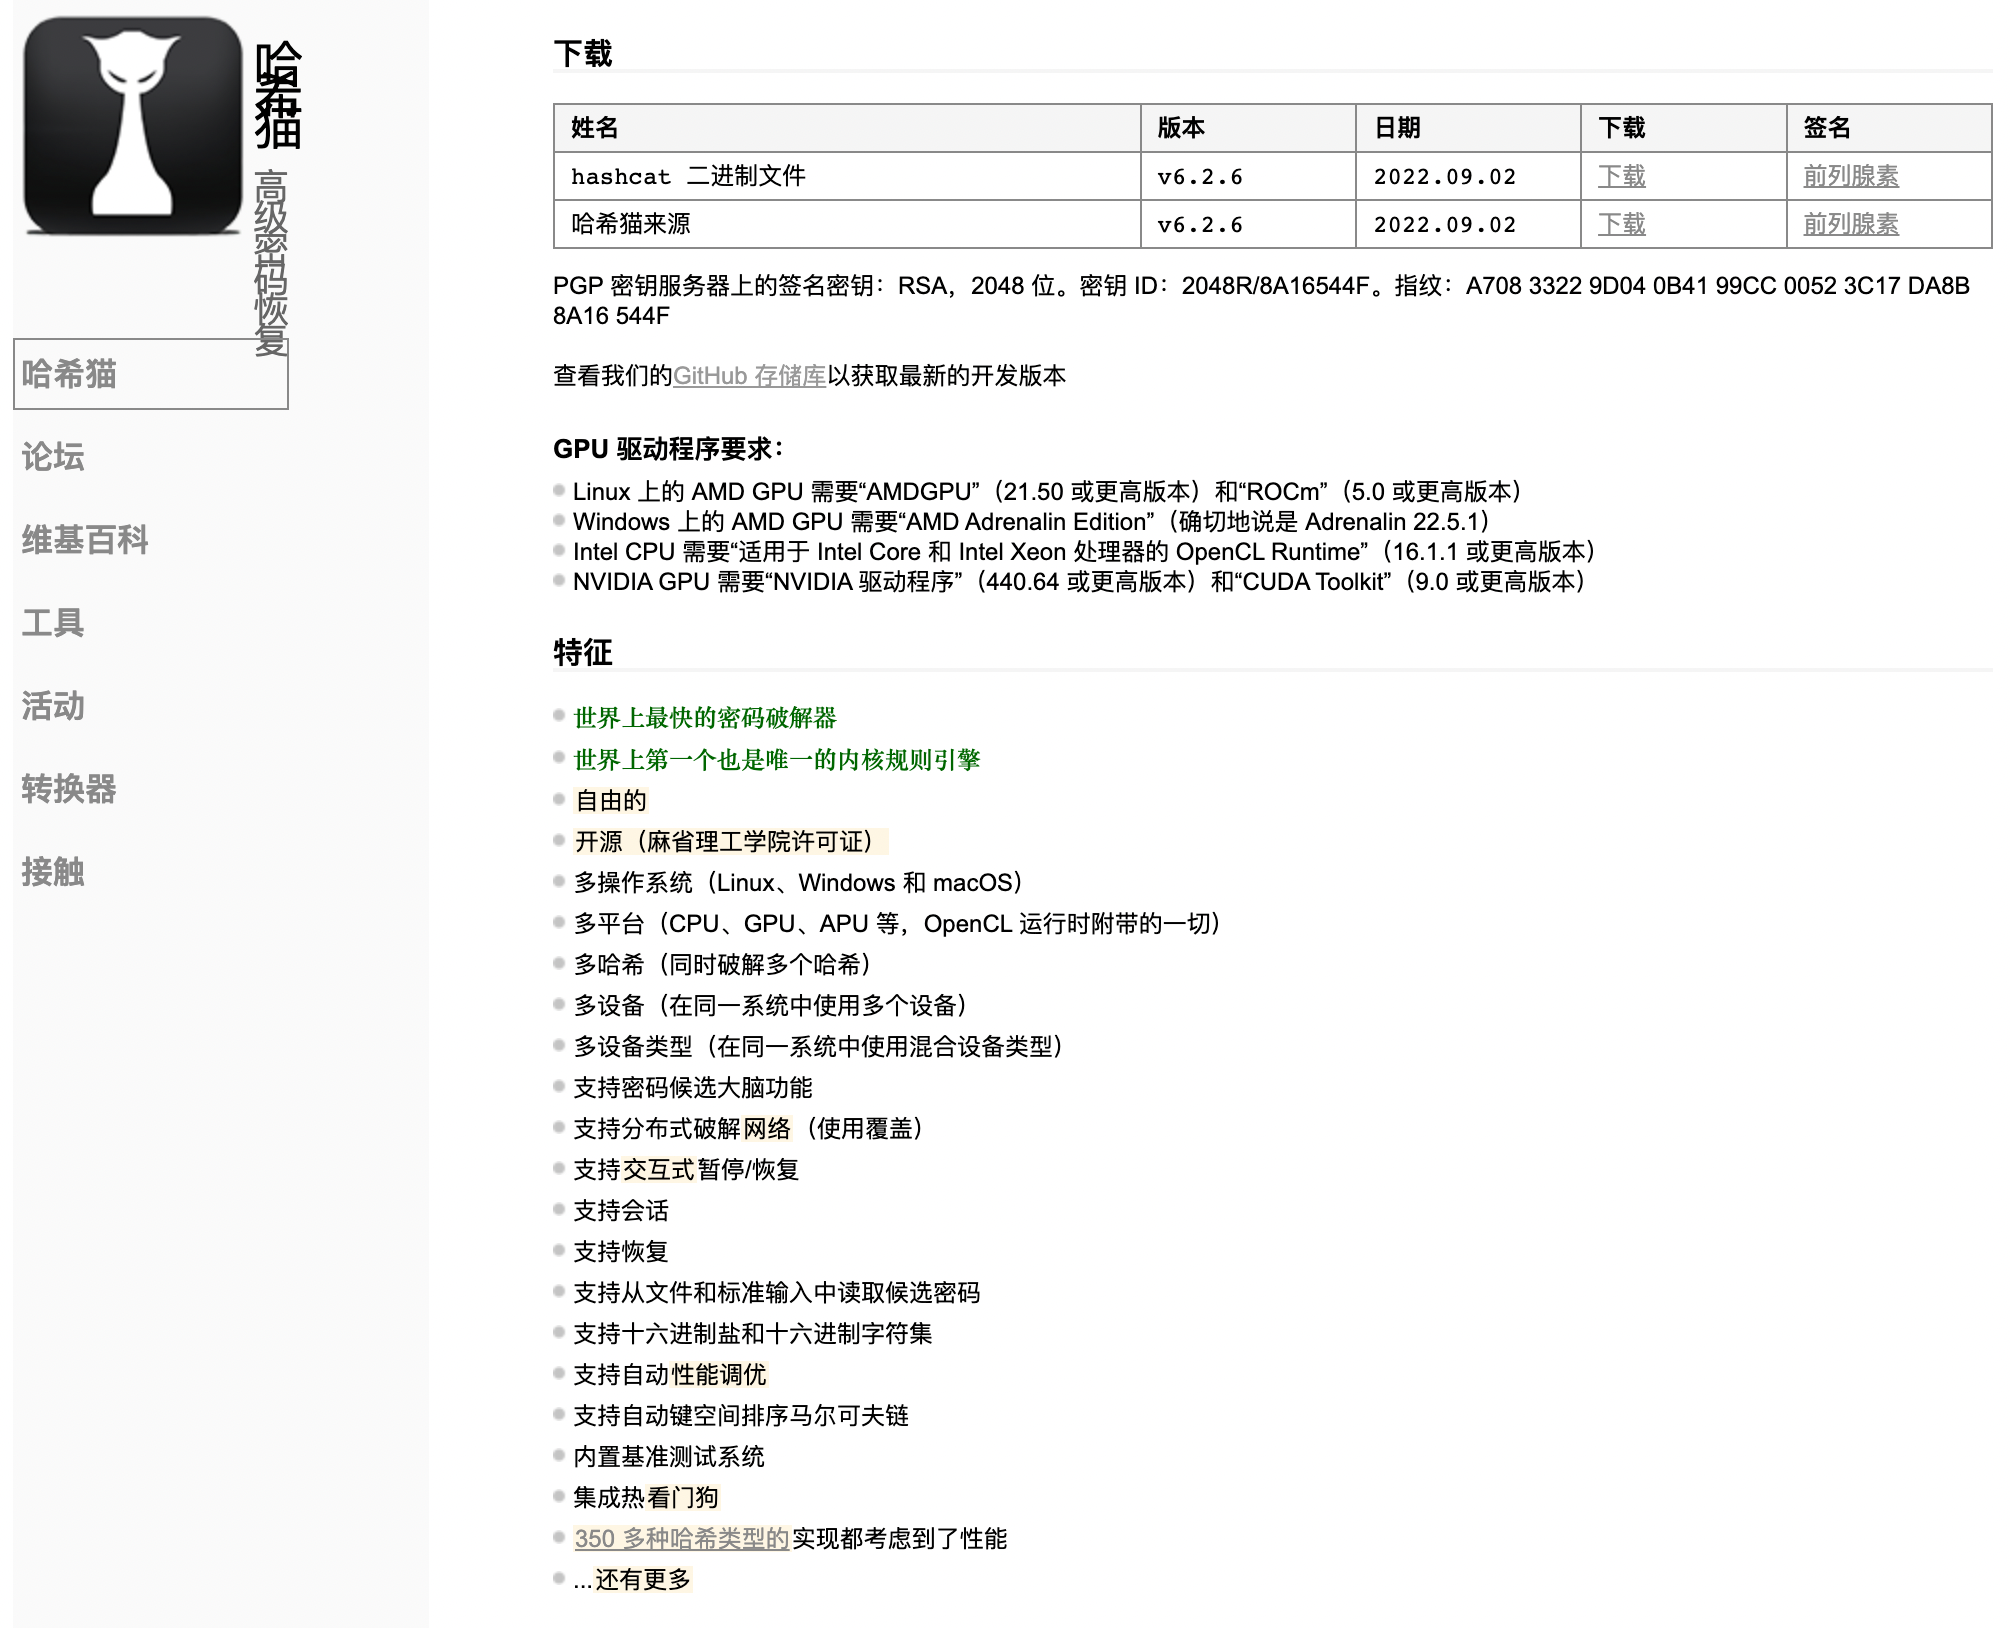 哈希猫
高级密码恢复
哈希猫
论坛
维基百科
工具
活动
转换器
接触
下载
姓名 版本 日期 下载 签名
hashcat 二进制文件 v6.2.6 2022.09.02 下载 前列腺素
哈希猫来源 v6.2.6 2022.09.02 下载 前列腺素
PGP 密钥服务器上的签名密钥：RSA，2048 位。密钥 ID：2048R/8A16544F。指纹：A708 3322 9D04 0B41 99CC 0052 3C17 DA8B
8A16 544F
查看我们的GitHub 存储库以获取最新的开发版本
GPU 驱动程序要求：
Linux 上的 AMD GPU 需要“AMDGPU”（21.50 或更高版本）和“ROCm”（5.0 或更高版本）
Windows 上的 AMD GPU 需要“AMD Adrenalin Edition”（确切地说是 Adrenalin 22.5.1）
Intel CPU 需要“适用于 Intel Core 和 Intel Xeon 处理器的 OpenCL Runtime”（16.1.1 或更高版本）
NVIDIA GPU 需要“NVIDIA 驱动程序”（440.64 或更高版本）和“CUDA Toolkit”（9.0 或更高版本）
特征
世界上最快的密码破解器
世界上第一个也是唯一的内核规则引擎
自由的
开源（麻省理工学院许可证）
多操作系统（Linux、Windows 和 macOS）
多平台（CPU、GPU、APU 等，OpenCL 运行时附带的一切）
多哈希（同时破解多个哈希）
多设备（在同一系统中使用多个设备）
多设备类型（在同一系统中使用混合设备类型）
支持密码候选大脑功能
支持分布式破解网络（使用覆盖）
支持交互式暂停/恢复
支持会话
支持恢复
支持从文件和标准输入中读取候选密码
支持十六进制盐和十六进制字符集
支持自动性能调优
支持自动键空间排序马尔可夫链
内置基准测试系统
集成热看门狗
350 多种哈希类型的实现都考虑到了性能
...还有更多